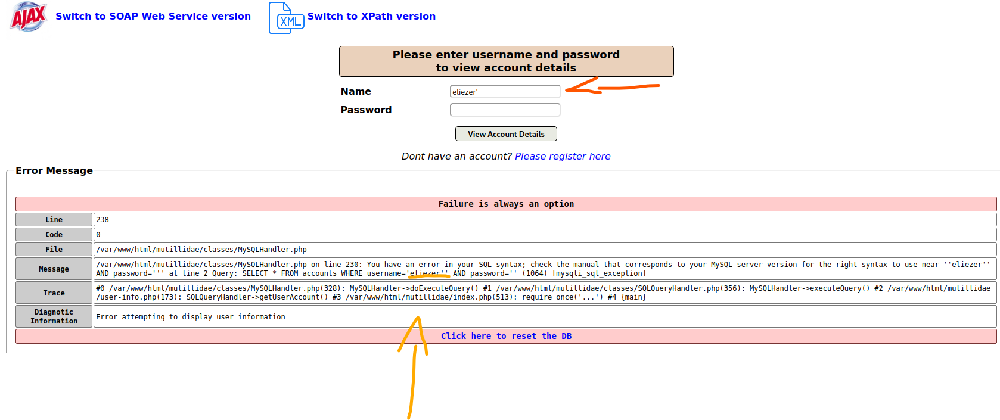 AJAX Switch to SOAP Web Service version XML Switch to XPath version
Please enter username and password
to view account details
Name eliezer'
Password
View Account Details
Dont have an account? Please register here
Error Message
Failure is always an option
Line 238
Code 0
File /var/www/html/mutillidae/classes/MySQLHandler.php
Message /var/www/html/mutillidae/classes/MySQLHandler.php on line 230: You have an error in your SQL syntax; check the manual that corresponds to your MySQL server version for the right syntax to use near ''eliezer''
AND password=''' at line 2 Query: SELECT * FROM accounts WHERE username='eliezer'' AND password='' (1064) [mysqli_sql_exception]
Trace #0 /var/www/html/mutillidae/classes/MySQLHandler.php(328): MySQLHandler->doExecuteQuery() #1 /var/www/html/mutillidae/classes/SQLQueryHandler.php(356): MySQLHandler->executeQuery() #2 /var/www/html/mutillidae
/user-info.php(173): SQLQueryHandler->getUserAccount() #3 /var/www/html/mutillidae/index.php(513): require_once('...') #4 {main}
Diagnotic
Information Error attempting to display user information
Click here to reset the DB